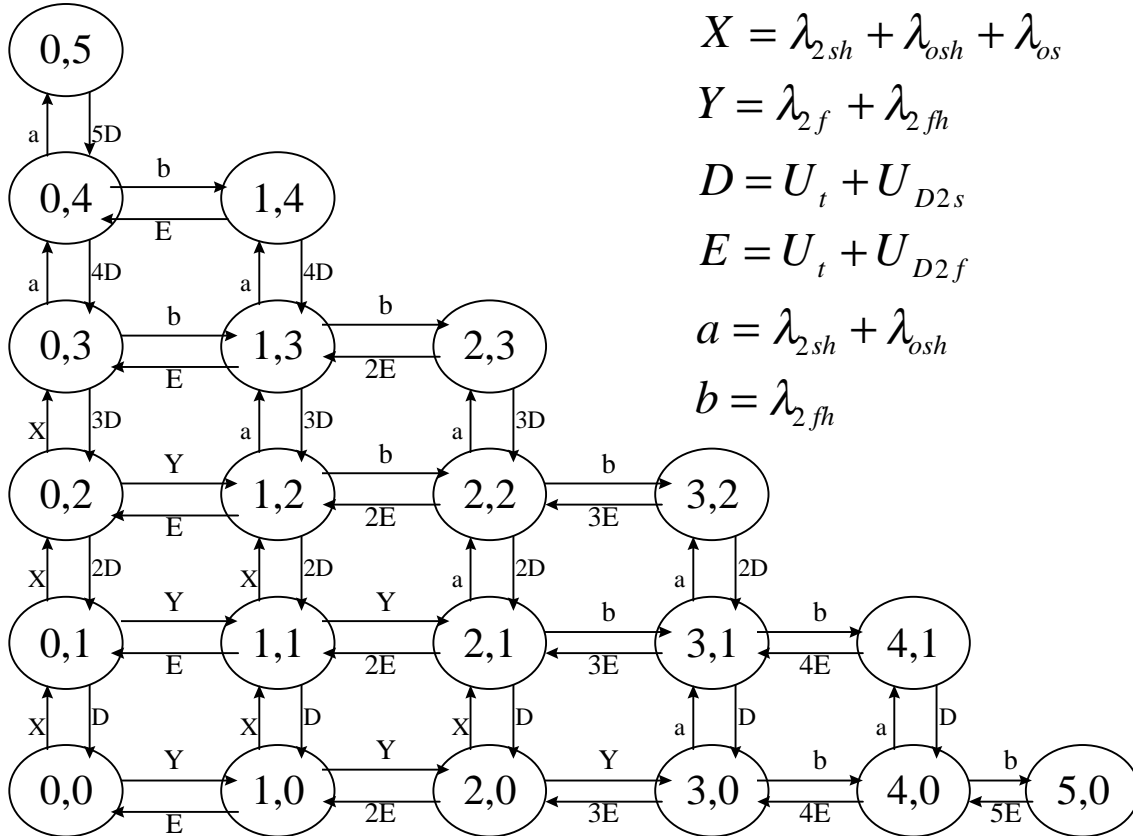 0,5
X = λ2sh + λosh + λos
a 5D
Y = λ2f + λ2fh
b
0,4 1,4
E
D = Ut + UD2s
a 4D a 4D
E = Ut + UD2f
b b
0,3 1,3 2,3
E 2E
a = λ2sh + λosh
X 3D a 3D a 3D
b = λ2fh
Y b b
0,2 1,2 2,2 3,2
E 2E 3E
X 2D X 2D a 2D a 2D
Y Y b b
0,1 1,1 2,1 3,1 4,1
E 2E 3E 4E
X D X D X D a D a D
Y Y Y b b
0,0 1,0 2,0 3,0 4,0 5,0
E 2E 3E 4E 5E